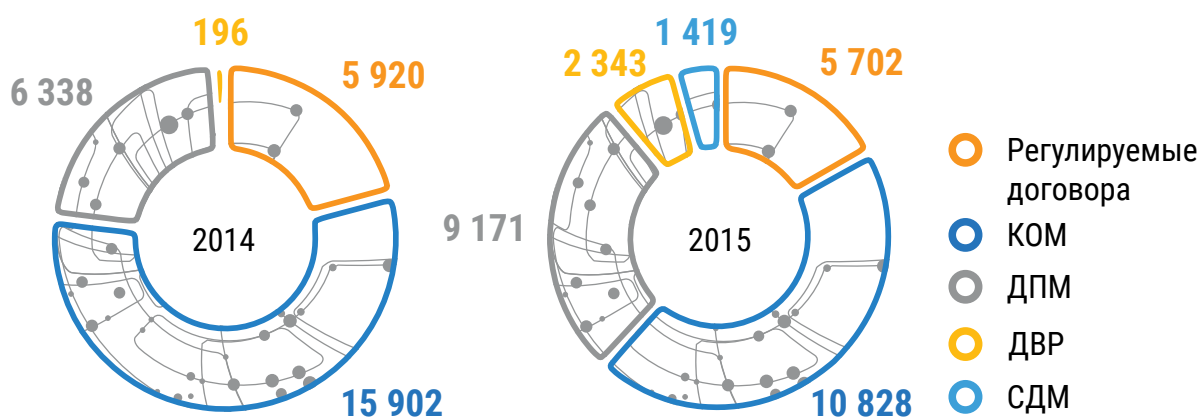 196
6 338
5 920
2014
15 902
1 419
2 343
5 702
9 171
2015
10 828
Регулируемые
договора
КОМ
ДПМ
ДВР
СДМ